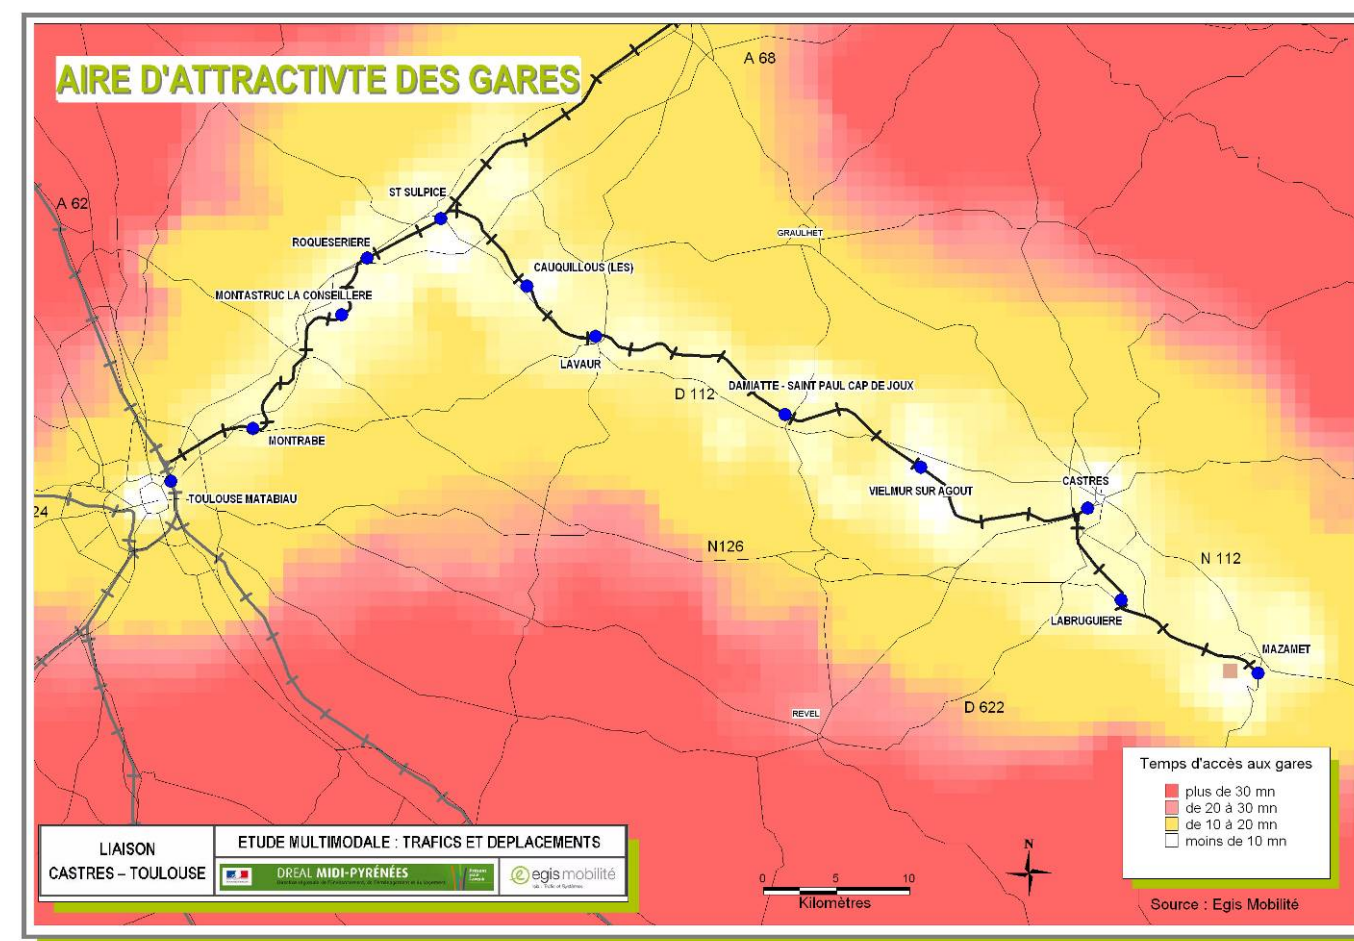 AIRE D'ATTRACTIVTE DES GARES
A 68
A 62
ST SULPICE
GRAULHET
ROQUESERIERE
CAUQUILLOUS (LES)
MONTASTRUC LA CONSEILLERE
LAVAUR
DAMIATTE - SAINT PAUL CAP DE JOUX
D 112
MONTRABE
CASTRES
VIELMUR SUR AGOUT
-TOULOUSE MATABIAU
24
N126
N 112
LABRUGUIERE
MAZAMET
D 622
REVEL
Temps d'accès aux gares
plus de 30 mn
de 20 à 30 mn
de 10 à 20 mn
moins de 10 mn
LIAISON
CASTRES – TOULOUSE
ETUDE MULTIMODALE : TRAFICS ET DEPLACEMENTS
DREAL MIDI-PYRÉNÉES
egis mobilité
N
0 5 10
Kilomètres
Source : Egis Mobilité